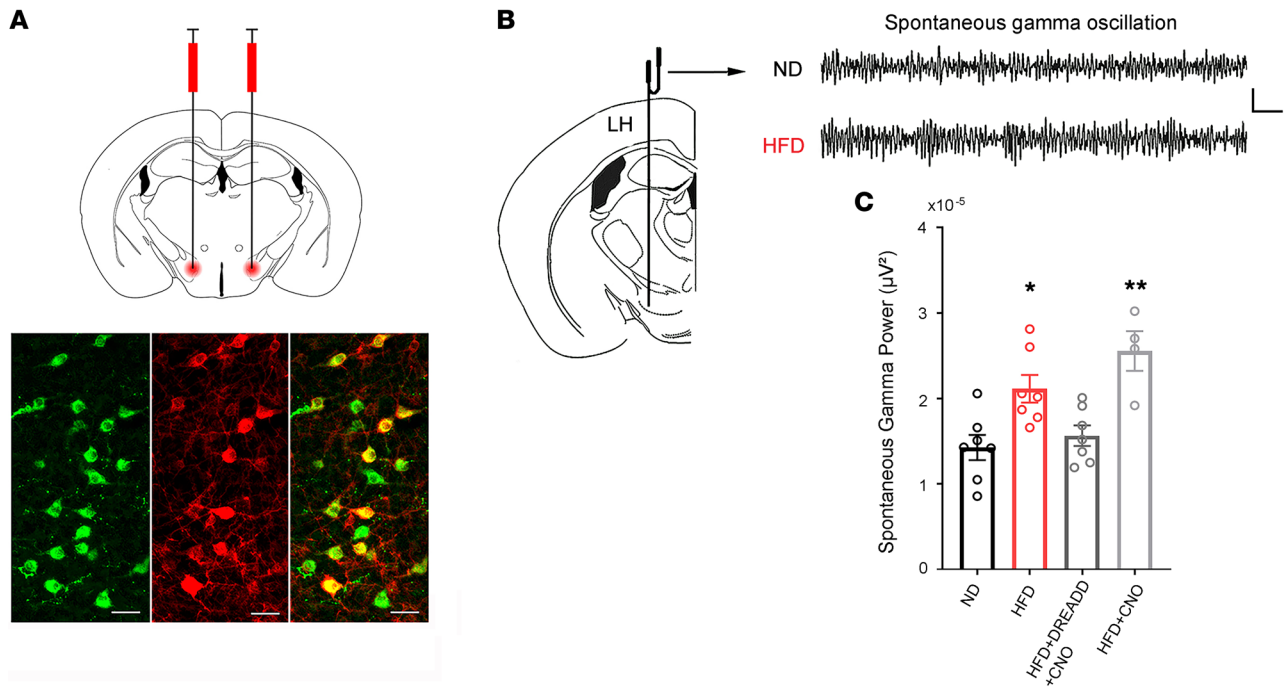 A
B
Spontaneous gamma oscillation
ND
LH
HFD
C
x10-5
Spontaneous Gamma Power (µV²)
4
3
2
1
0
*
**
ND
HFD
HFD+DREADD
+CNO
HFD+CNO